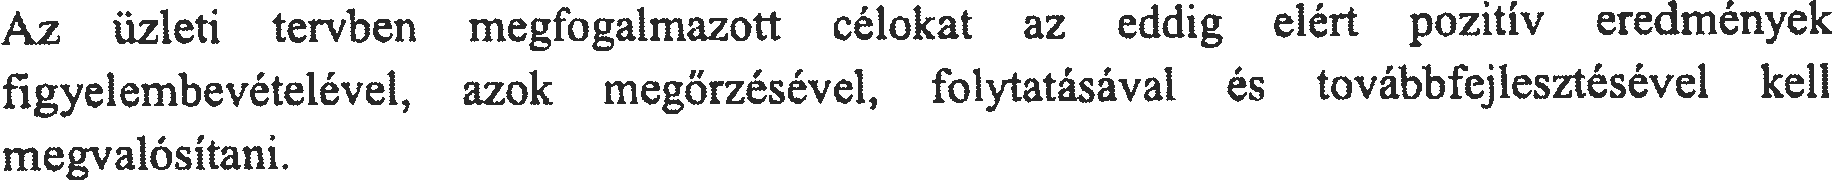 Az üzleti tervben megfogalmazott célokat az eddig elért pozitív eredmények
figyelembevételével, azok megőrzésével, folytatásával és továbbfejlesztésével kell
megvalósítani.